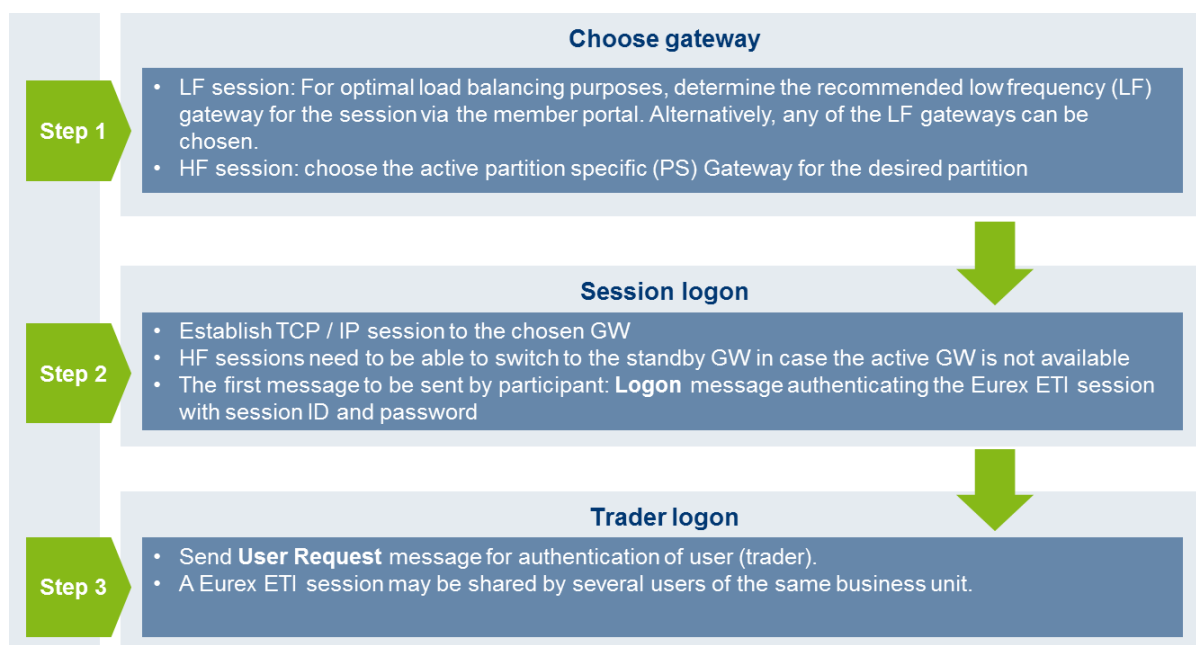 Choose gateway
Step 1
• LF session: For optimal load balancing purposes, determine the recommended low frequency (LF)
gateway for the session via the member portal. Alternatively, any of the LF gateways can be
chosen.
• HF session: choose the active partition specific (PS) Gateway for the desired partition
Session logon
Step 2
• Establish TCP / IP session to the chosen GW
• HF sessions need to be able to switch to the standby GW in case the active GW is not available
• The first message to be sent by participant: Logon message authenticating the Eurex ETI session
with session ID and password
Trader logon
Step 3
• Send User Request message for authentication of user (trader).
• A Eurex ETI session may be shared by several users of the same business unit.